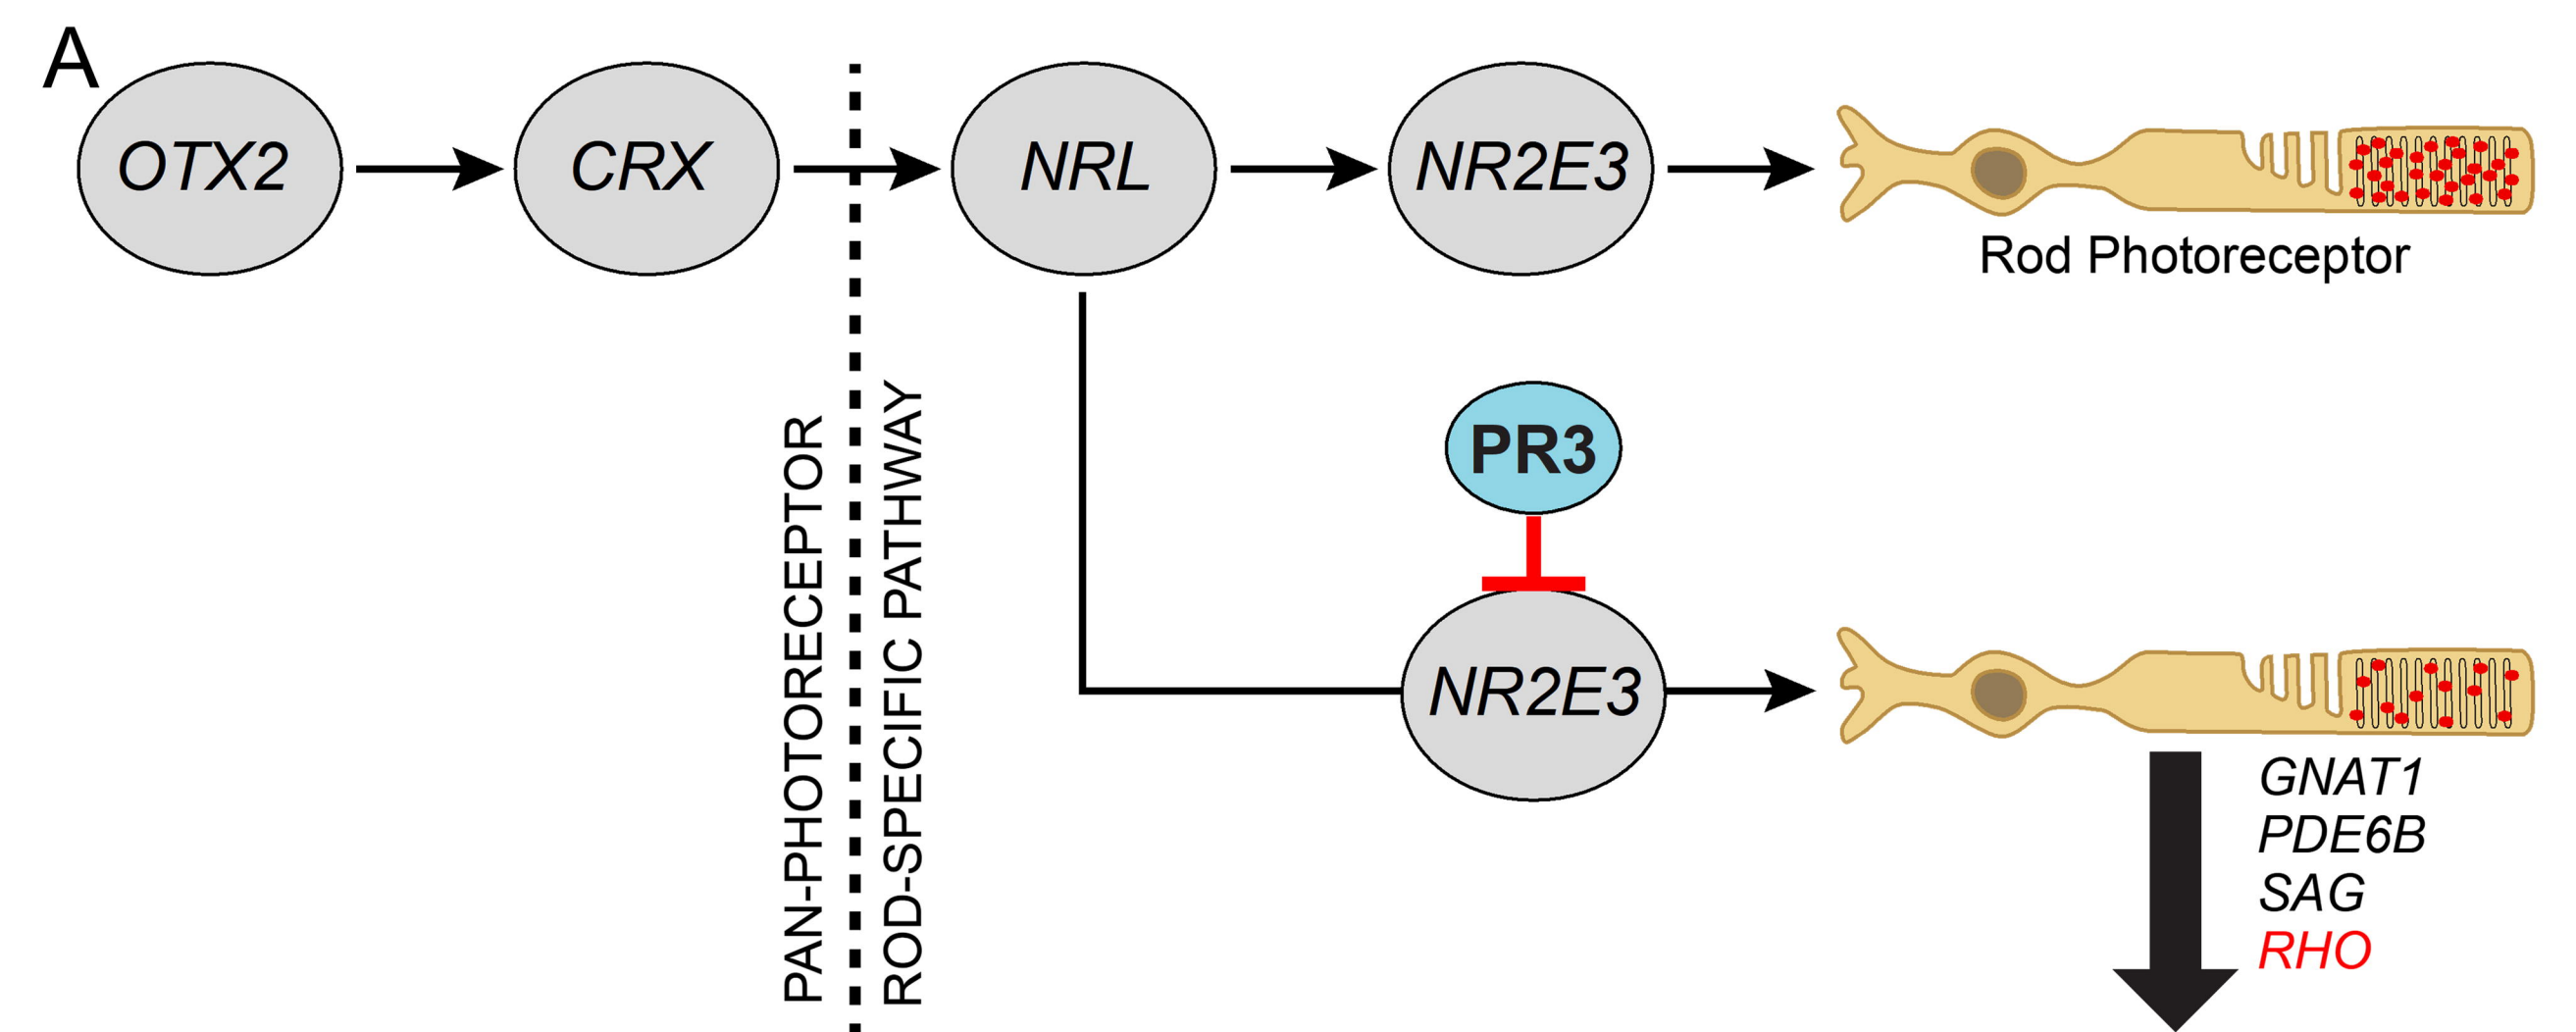 A
OTX2
CRX
NRL
NR2E3
Rod Photoreceptor
PAN-PHOTORECEPTOR
ROD-SPECIFIC PATHWAY
PR3
NR2E3
GNAT1
PDE6B
SAG
RHO